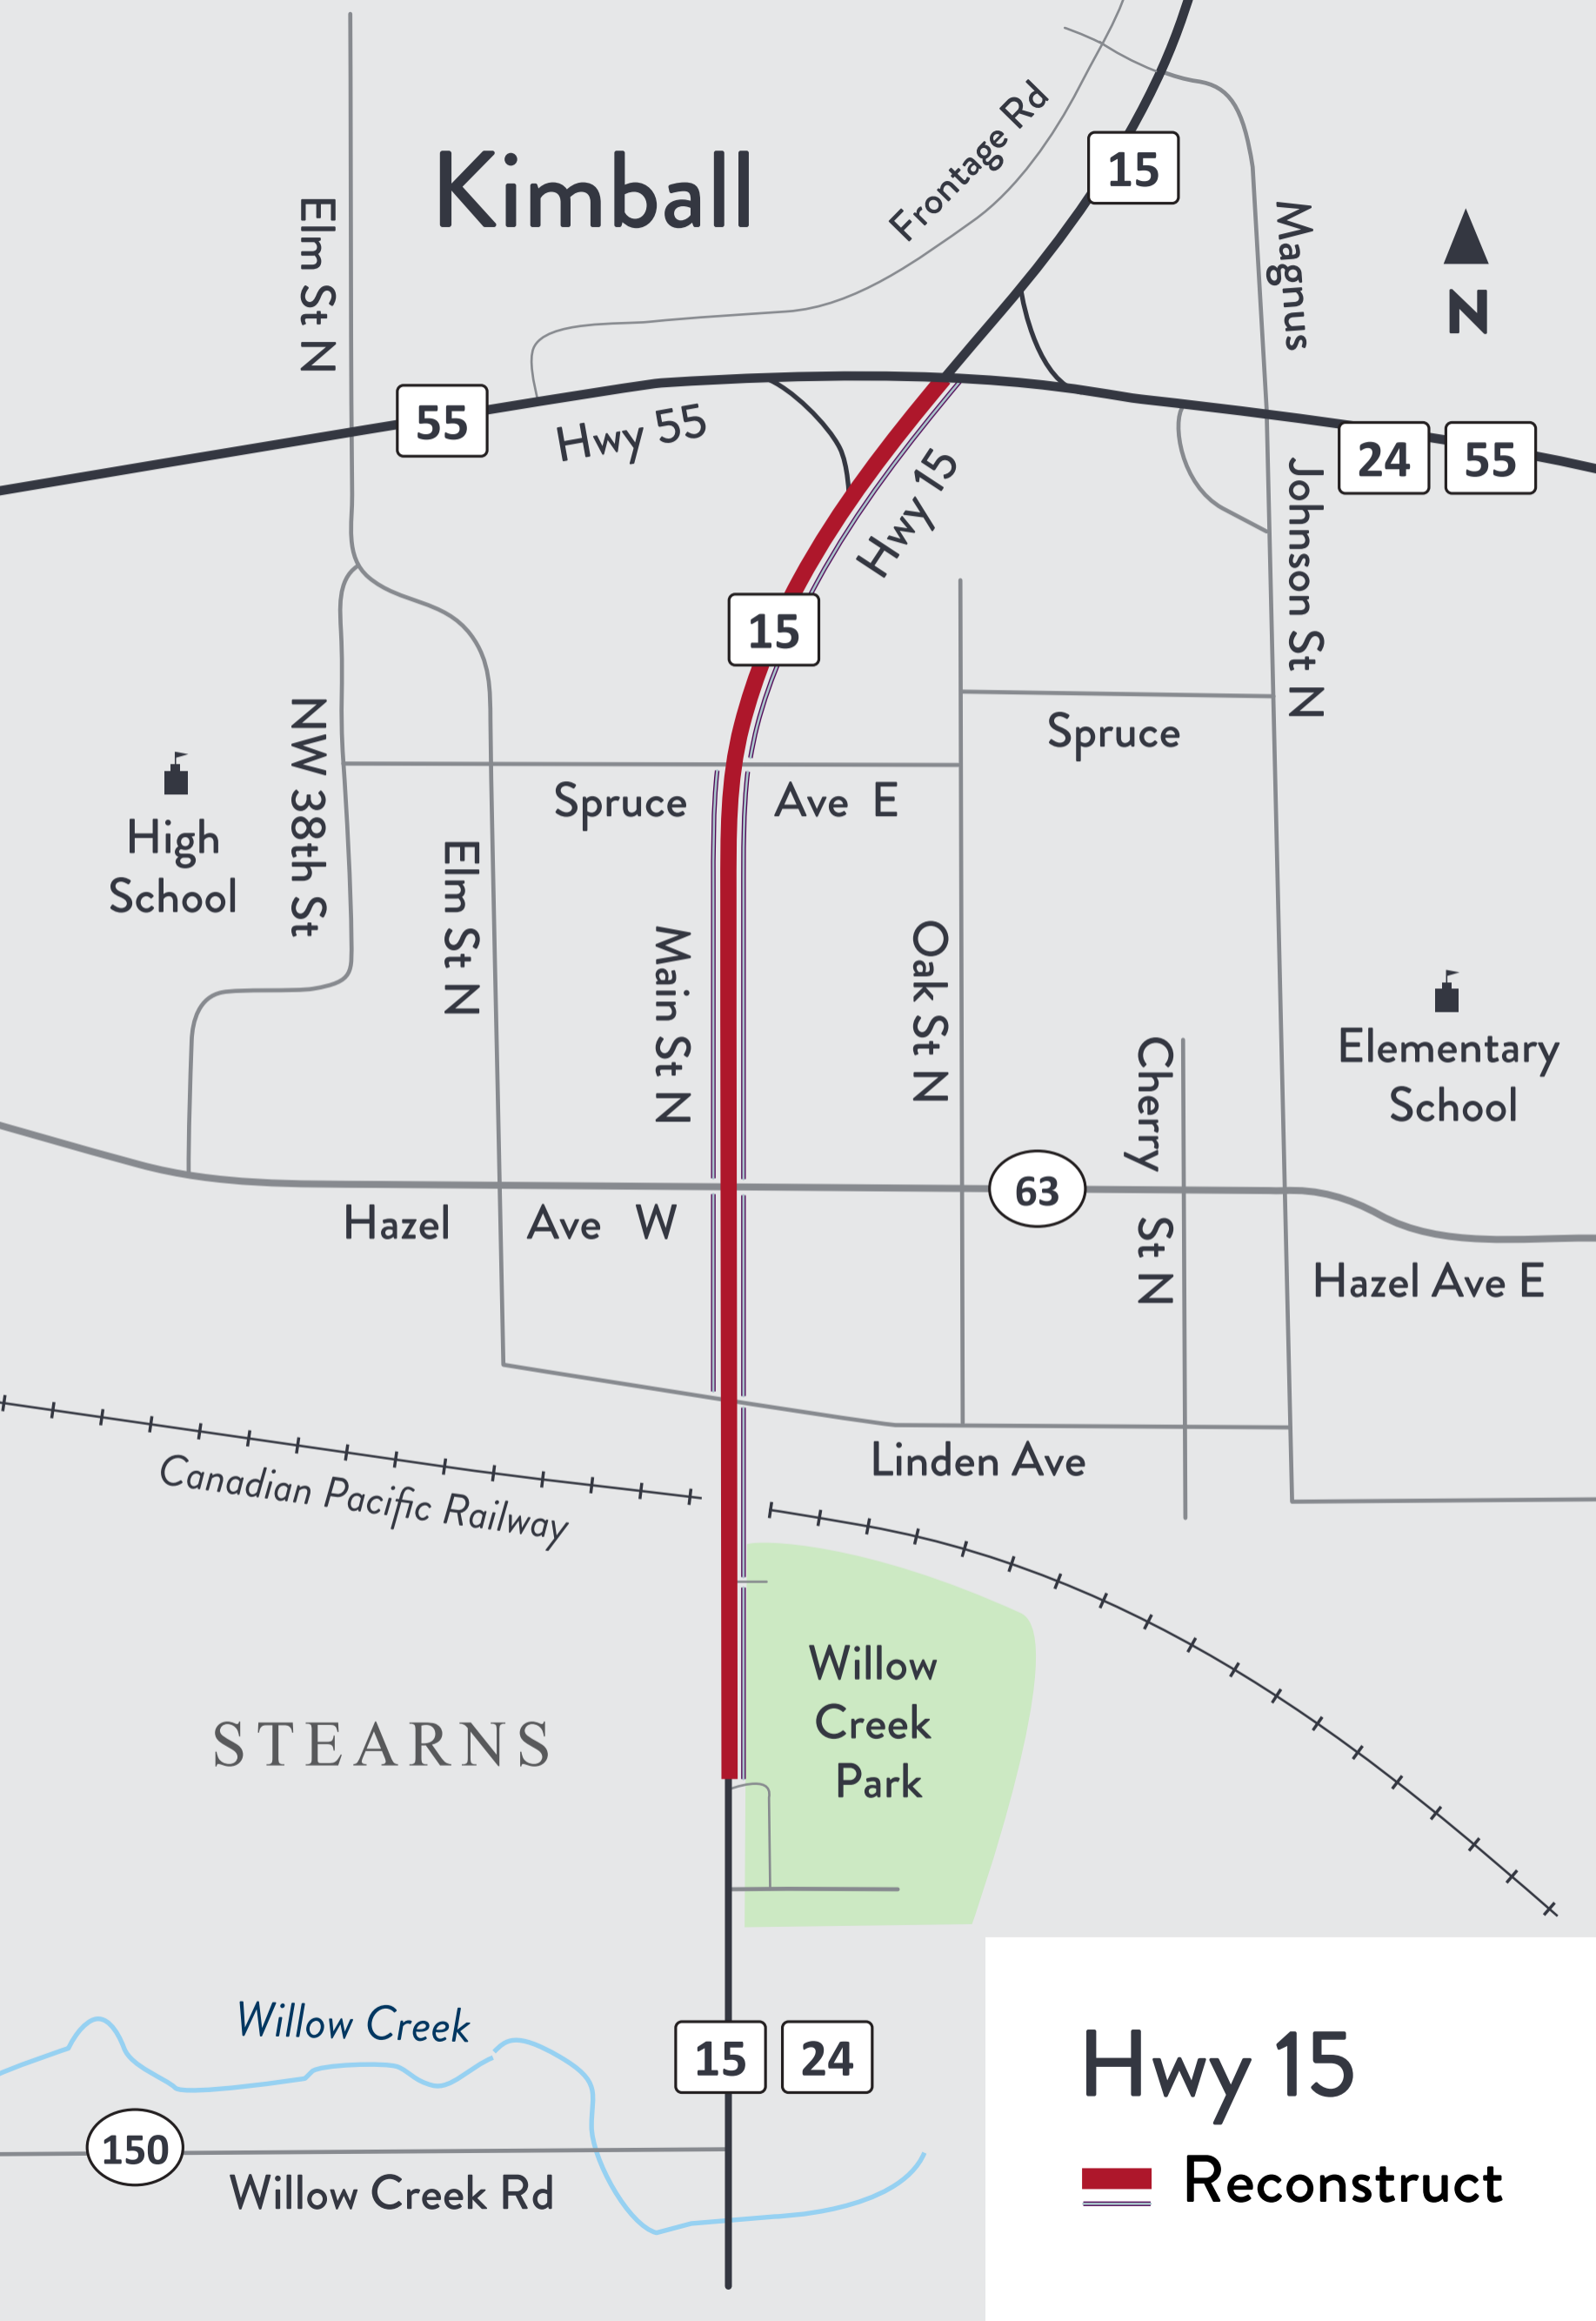 Kimball
Frontage Rd
15
Elm St N
Magnus
N
55
Hwy 55
24
55
Hwy 15
Johnson St N
15
NW 38th St
Spruce
Spruce Ave E
High
School
Elm St N
Main St N
Oak St N
Cherry St N
Elementary
School
63
Hazel Ave W
Hazel Ave E
Linden Ave
Canadian Pacific Railway
Willow
Creek
Park
STEARNS
Willow Creek
15
24
150
Willow Creek Rd
Hwy 15
Reconstruct